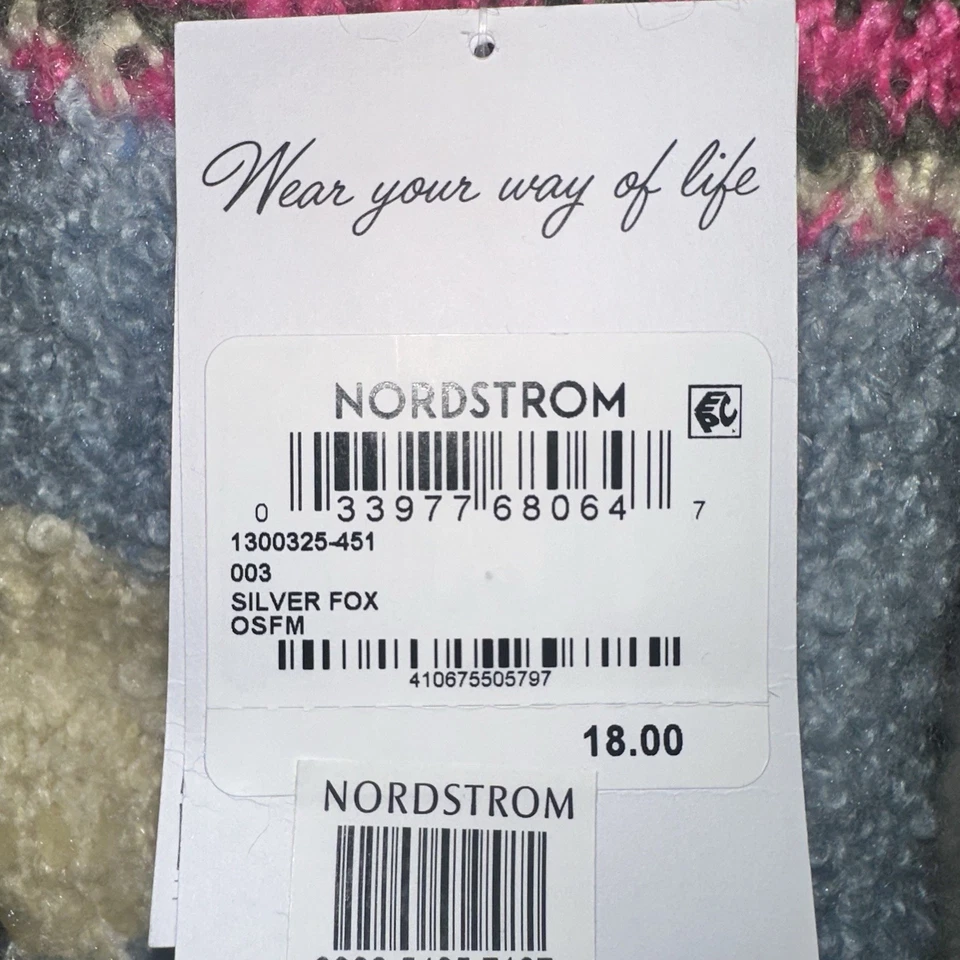 Wear your way of life
NORDSTROM
EPC
0 33977 68064 7
1300325-451
003
SILVER FOX
OSFM
410675505797
18.00
NORDSTROM